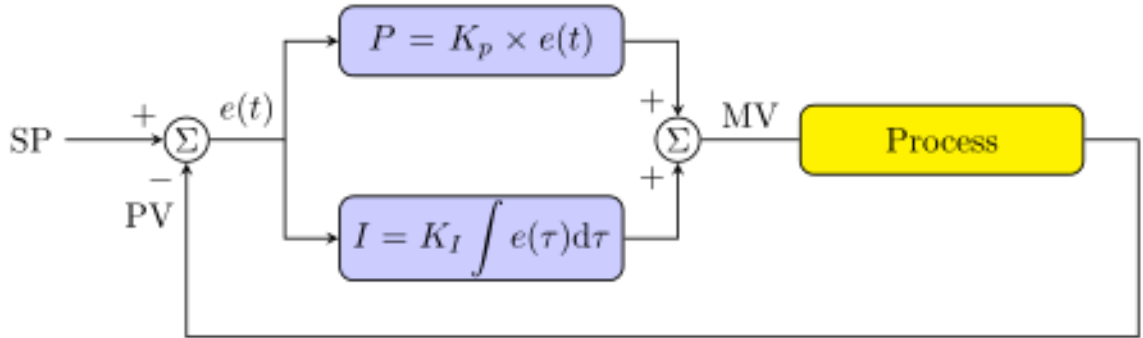 P = K_p × e(t)
+
e(t)
+
MV
SP
Σ
Σ
Process
−
+
PV
I = K_I ∫ e(τ)dτ